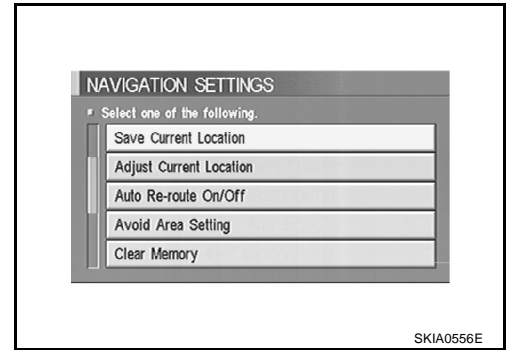 NAVIGATION SETTINGS
Select one of the following.
Save Current Location
Adjust Current Location
Auto Re-route On/Off
Avoid Area Setting
Clear Memory
SKIA0556E